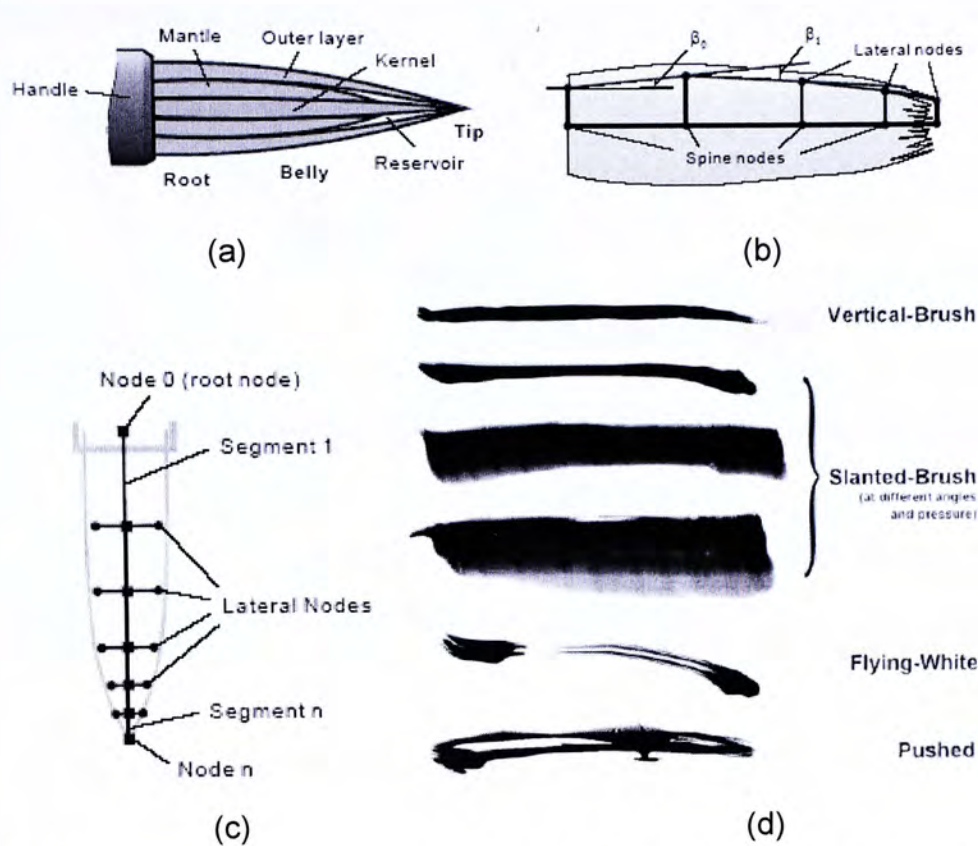 Mantle
Outer layer
Kernel
Handle
Tip
Reservoir
Root
Belly
(a)
β₀
β₁
Lateral nodes
Spine nodes
(b)
Node 0 (root node)
Segment 1
Lateral Nodes
Segment n
Node n
(c)
Vertical-Brush
Slanted-Brush
(at different angles
and pressure)
Flying-White
Pushed
(d)